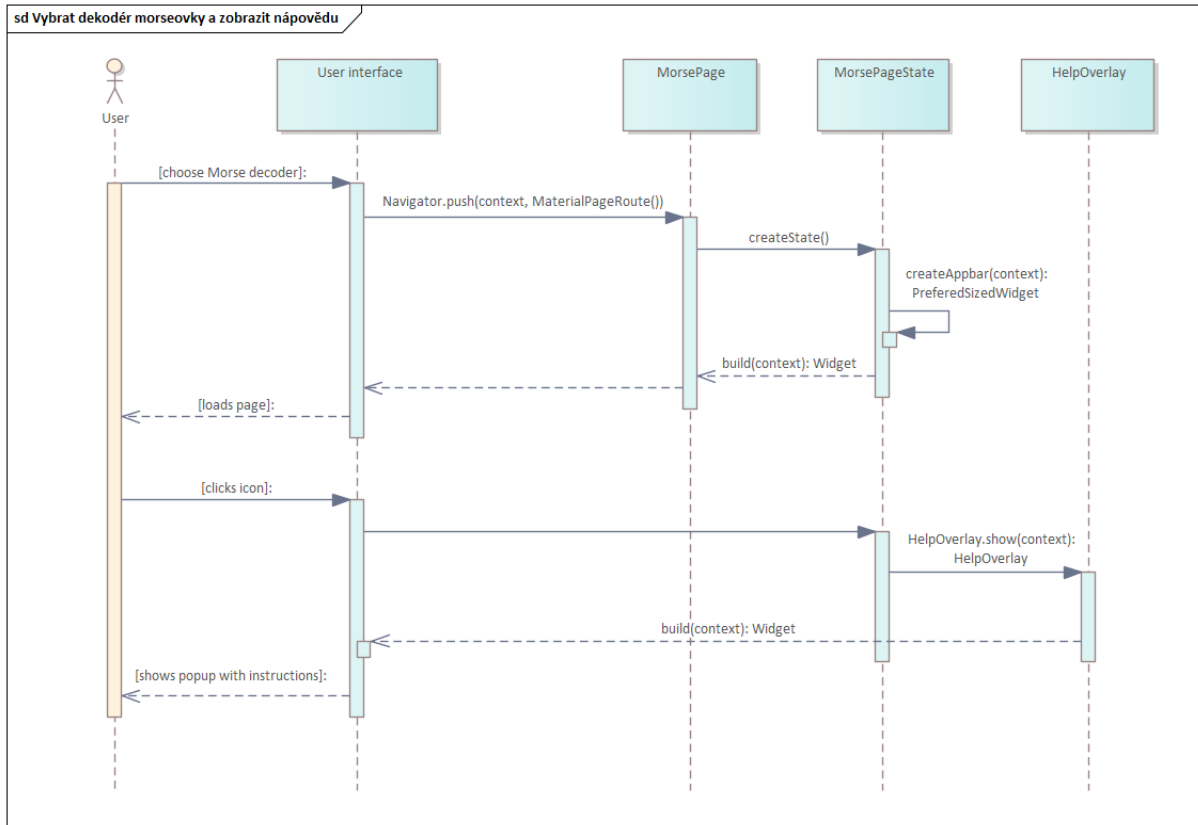 sd Vybrat dekodér morseovky a zobrazit nápovědu
User interface
MorsePage
MorsePageState
HelpOverlay
User
[choose Morse decoder]:
Navigator.push(context, MaterialPageRoute())
createState()
createAppbar(context):
PreferedSizedWidget
build(context): Widget
[loads page]:
[clicks icon]:
HelpOverlay.show(context):
HelpOverlay
build(context): Widget
[shows popup with instructions]: